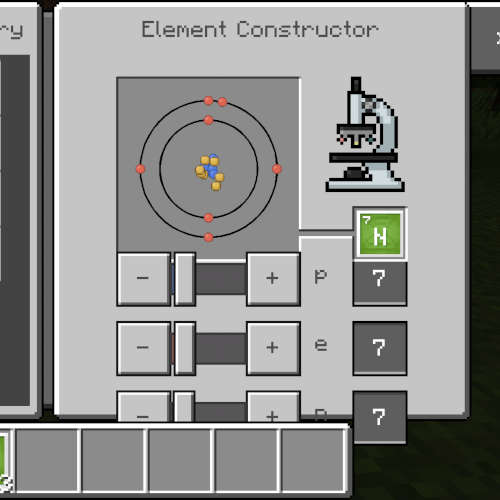 ry
Element Constructor
7
N
- + p 7
- + e 7
- + n 7